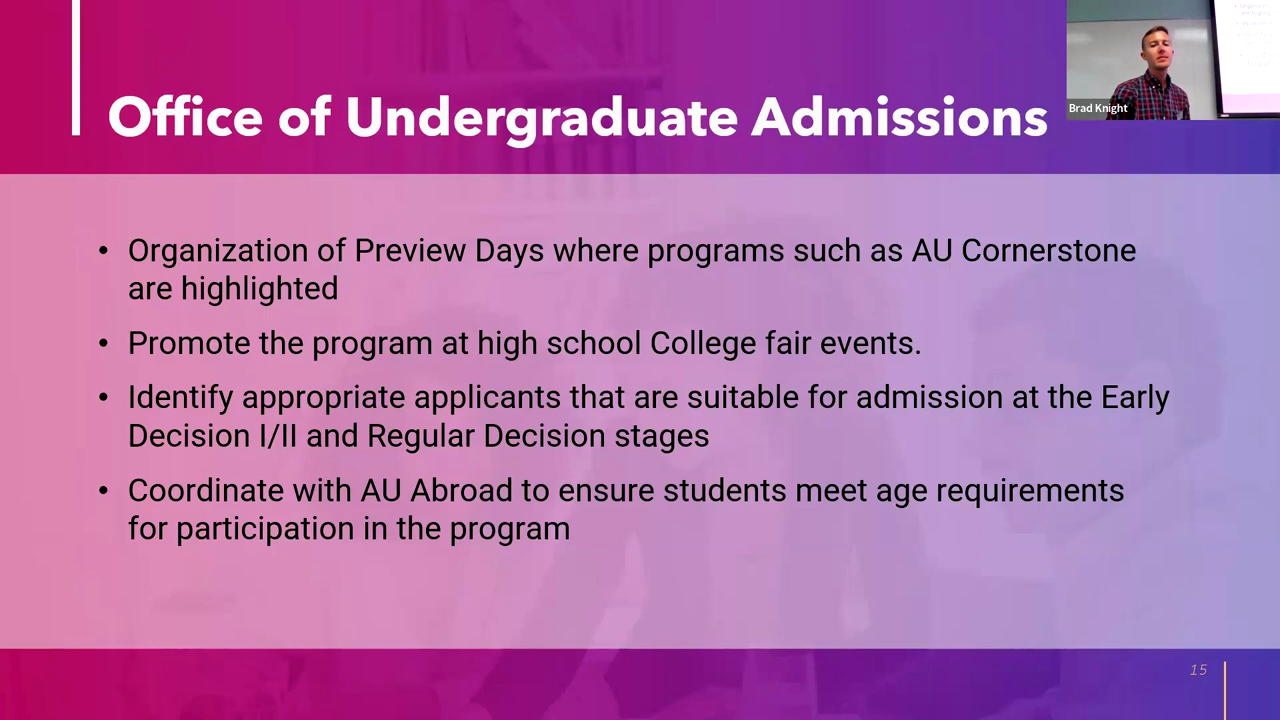 Office of Undergraduate Admissions
Brad Knight
• Organization of Preview Days where programs such as AU Cornerstone
are highlighted
• Promote the program at high school College fair events.
• Identify appropriate applicants that are suitable for admission at the Early
Decision I/II and Regular Decision stages
• Coordinate with AU Abroad to ensure students meet age requirements
for participation in the program
15